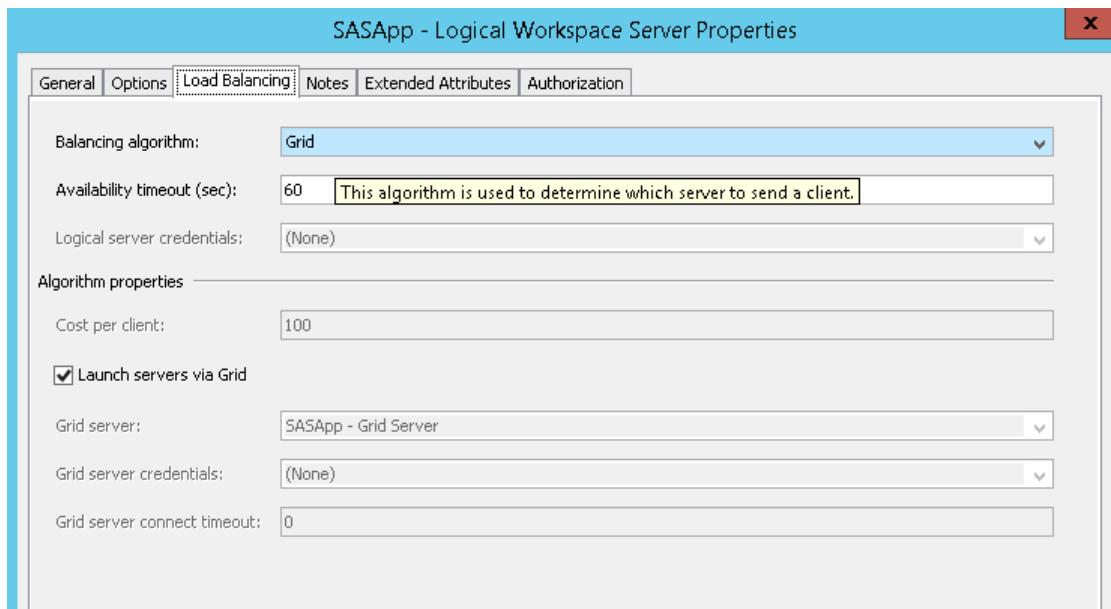 SASApp - Logical Workspace Server Properties
x
General Options Load Balancing Notes Extended Attributes Authorization
Balancing algorithm: Grid
Availability timeout (sec): 60 This algorithm is used to determine which server to send a client.
Logical server credentials: (None)
Algorithm properties
Cost per client: 100
Launch servers via Grid
Grid server: SASApp - Grid Server
Grid server credentials: (None)
Grid server connect timeout: 0